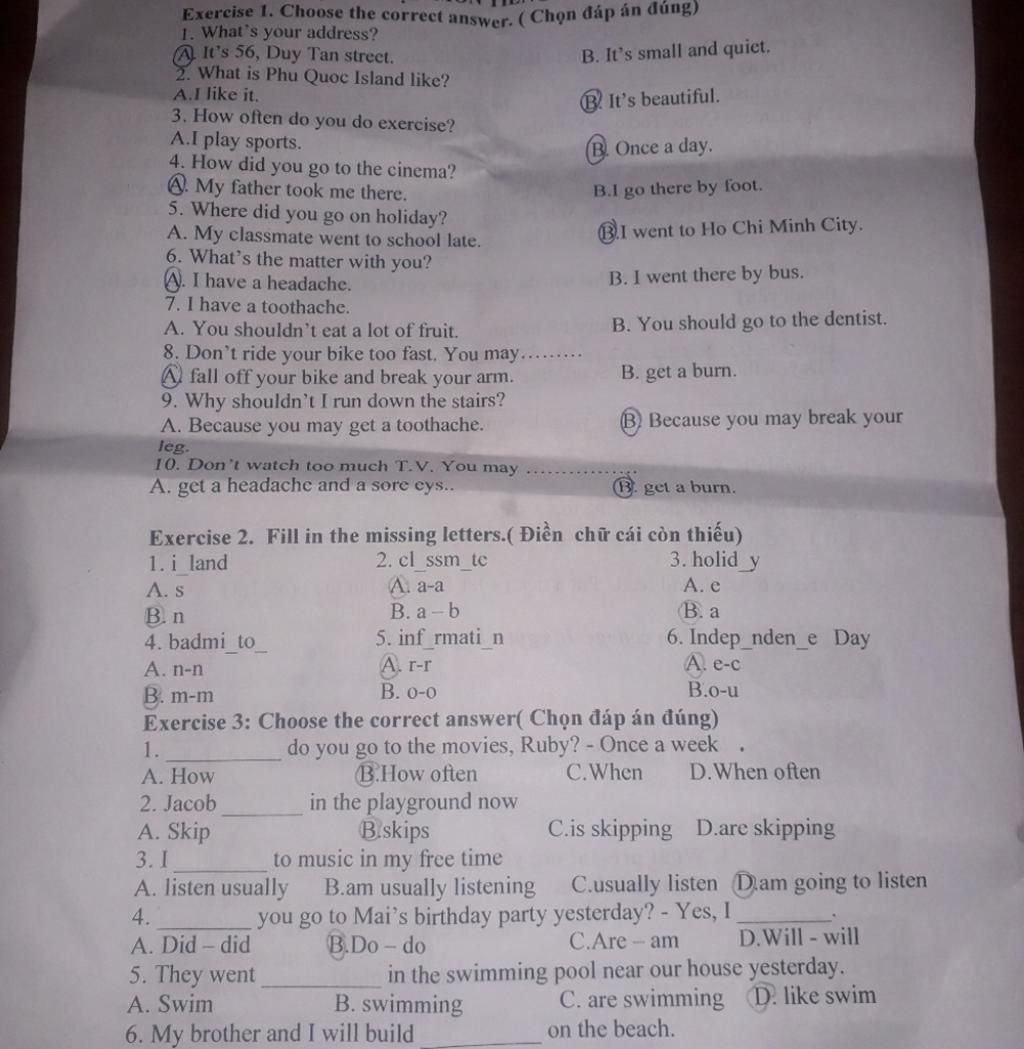 Exercise 1. Choose the correct answer. ( Chọn đáp án đúng)
1. What's your address?
A. It's 56, Duy Tan street. B. It's small and quiet.
2. What is Phu Quoc Island like?
A.I like it. B. It's beautiful.
3. How often do you do exercise?
A.I play sports. B. Once a day.
4. How did you go to the cinema?
A. My father took me there. B.I go there by foot.
5. Where did you go on holiday?
A. My classmate went to school late. B.I went to Ho Chi Minh City.
6. What's the matter with you?
A. I have a headache. B. I went there by bus.
7. I have a toothache.
A. You shouldn't eat a lot of fruit. B. You should go to the dentist.
8. Don't ride your bike too fast. You may.........
A. fall off your bike and break your arm. B. get a burn.
9. Why shouldn't I run down the stairs?
A. Because you may get a toothache. B. Because you may break your
leg.
10. Don't watch too much T.V. You may .................
A. get a headache and a sore eys.. B. get a burn.
Exercise 2. Fill in the missing letters.( Điền chữ cái còn thiếu)
1. i_land 2. cl_ssm_te 3. holid_y
A. s A. a-a A. e
B. n B. a – b B. a
4. badmi_to_ 5. inf_rmati_n 6. Indep_nden_e Day
A. n-n A. r-r A. e-c
B. m-m B. o-o B.o-u
Exercise 3: Choose the correct answer( Chọn đáp án đúng)
1. __________ do you go to the movies, Ruby? - Once a week .
A. How B.How often C.When D.When often
2. Jacob _______ in the playground now
A. Skip B.skips C.is skipping D.are skipping
3. I ________ to music in my free time
A. listen usually B.am usually listening C.usually listen D.am going to listen
4. ________ you go to Mai's birthday party yesterday? - Yes, I ________.
A. Did – did B.Do – do C.Are – am D.Will - will
5. They went __________ in the swimming pool near our house yesterday.
A. Swim B. swimming C. are swimming D. like swim
6. My brother and I will build __________ on the beach.